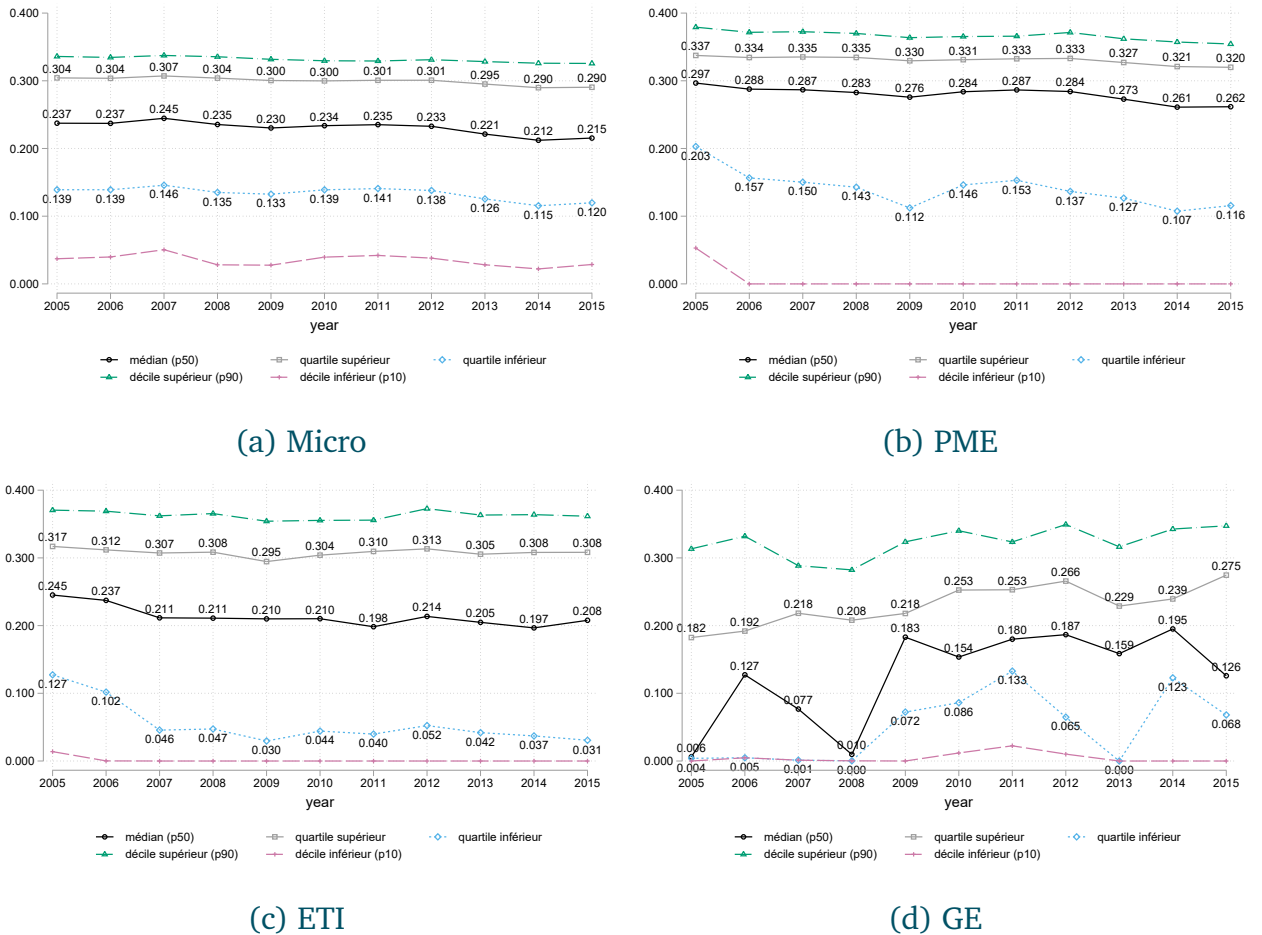 0.400
0.300
0.200
0.100
0.000
0.304 0.304 0.307 0.304 0.300 0.300 0.301 0.301 0.295 0.290 0.290
0.237 0.237 0.245 0.235 0.230 0.234 0.235 0.233 0.221 0.212 0.215
0.139 0.139 0.146 0.135 0.133 0.139 0.141 0.138 0.126 0.115 0.120
2005 2006 2007 2008 2009 2010 2011 2012 2013 2014 2015
year
médian (p50) quartile supérieur quartile inférieur
décile supérieur (p90) décile inférieur (p10)
(a) Micro
0.400
0.300
0.200
0.100
0.000
0.337 0.334 0.335 0.335 0.330 0.331 0.333 0.333 0.327 0.321 0.320
0.297 0.288 0.287 0.283 0.276 0.284 0.287 0.284 0.273 0.261 0.262
0.203 0.157 0.150 0.143 0.112 0.146 0.153 0.137 0.127 0.107 0.116
2005 2006 2007 2008 2009 2010 2011 2012 2013 2014 2015
year
médian (p50) quartile supérieur quartile inférieur
décile supérieur (p90) décile inférieur (p10)
(b) PME
0.400
0.300
0.200
0.100
0.000
0.317 0.312 0.307 0.308 0.295 0.304 0.310 0.313 0.305 0.308 0.308
0.245 0.237 0.211 0.211 0.210 0.210 0.198 0.214 0.205 0.197 0.208
0.127 0.102 0.046 0.047 0.030 0.044 0.040 0.052 0.042 0.037 0.031
2005 2006 2007 2008 2009 2010 2011 2012 2013 2014 2015
year
médian (p50) quartile supérieur quartile inférieur
décile supérieur (p90) décile inférieur (p10)
(c) ETI
0.400
0.300
0.200
0.100
0.000
0.182 0.192 0.218 0.208 0.218 0.253 0.253 0.266 0.229 0.239 0.275
0.006 0.127 0.077 0.010 0.183 0.154 0.180 0.187 0.159 0.195 0.126
0.004 0.005 0.001 0.000 0.072 0.086 0.133 0.065 0.000 0.123 0.068
2005 2006 2007 2008 2009 2010 2011 2012 2013 2014 2015
year
médian (p50) quartile supérieur quartile inférieur
décile supérieur (p90) décile inférieur (p10)
(d) GE